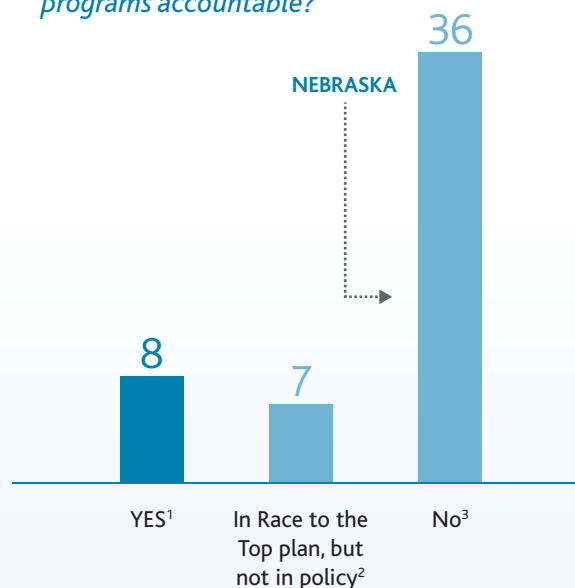 programs accountable?
36
NEBRASKA
8
7
YES¹
In Race to the
Top plan, but
not in policy²
No³